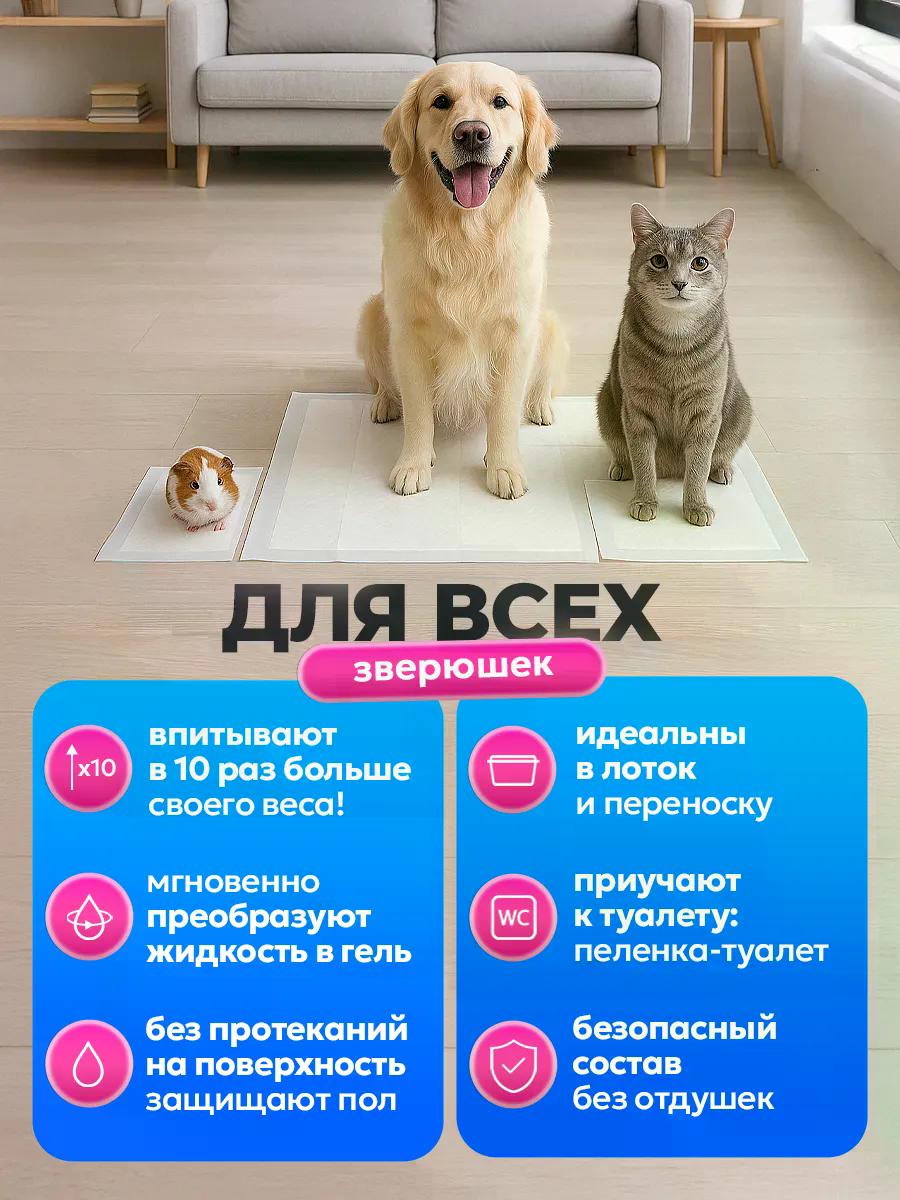 ДЛЯ ВСЕХ
зверюшек
x10
впитывают
в 10 раз больше
своего веса!
мгновенно
преобразуют
жидкость в гель
без протеканий
на поверхность
защищают пол
идеальны
в лоток
и переноску
WC
приучают
к туалету:
пеленка-туалет
безопасный
состав
без отдушек